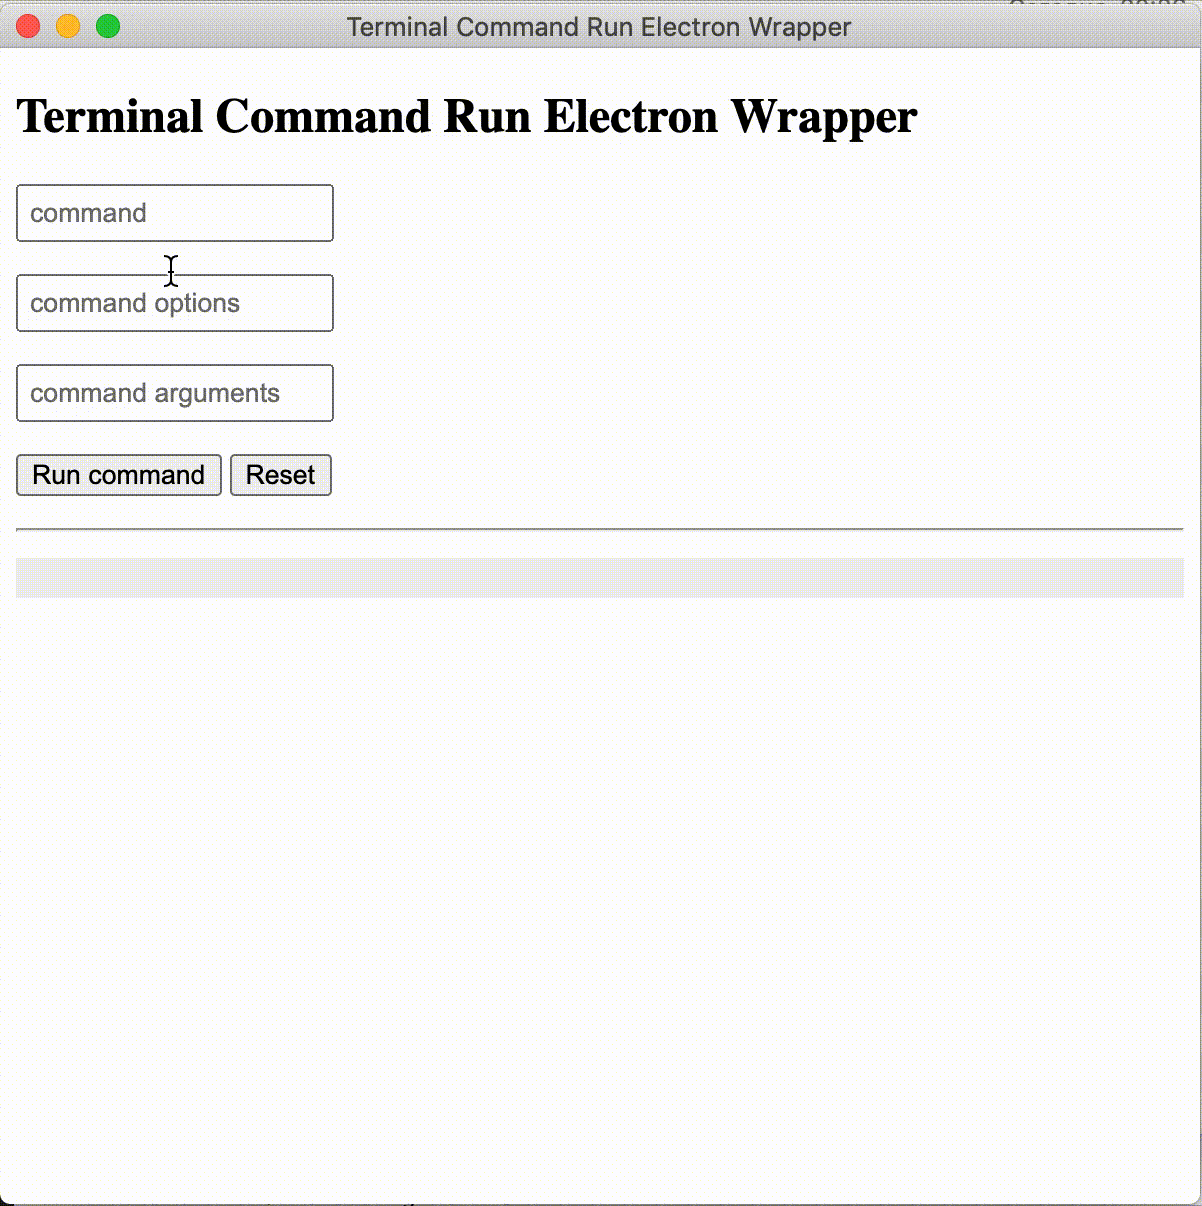 Terminal Command Run Electron Wrapper
Terminal Command Run Electron Wrapper
command
command options
command arguments
Run command Reset